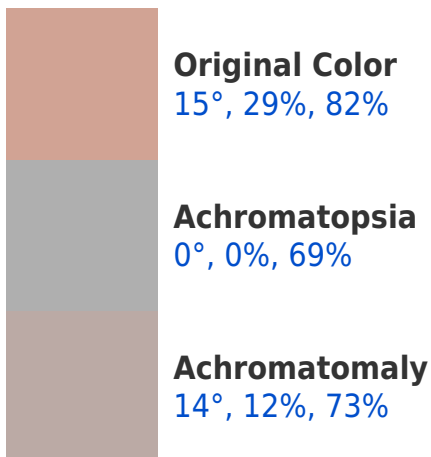 Original Color
15°, 29%, 82%
Achromatopsia
0°, 0%, 69%
Achromatomaly
14°, 12%, 73%